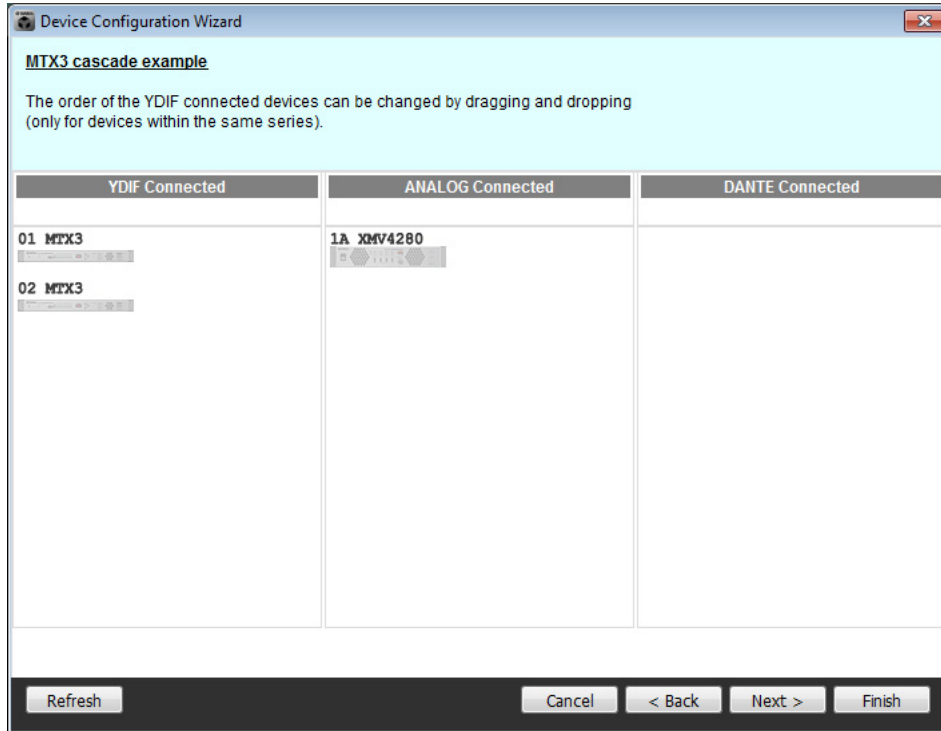 Device Configuration Wizard
MTX3 cascade example
The order of the YDIF connected devices can be changed by dragging and dropping
(only for devices within the same series).
YDIF Connected
ANALOG Connected
DANTE Connected
01 MTX3
02 MTX3
1A XMV4280
Refresh
Cancel
< Back
Next >
Finish